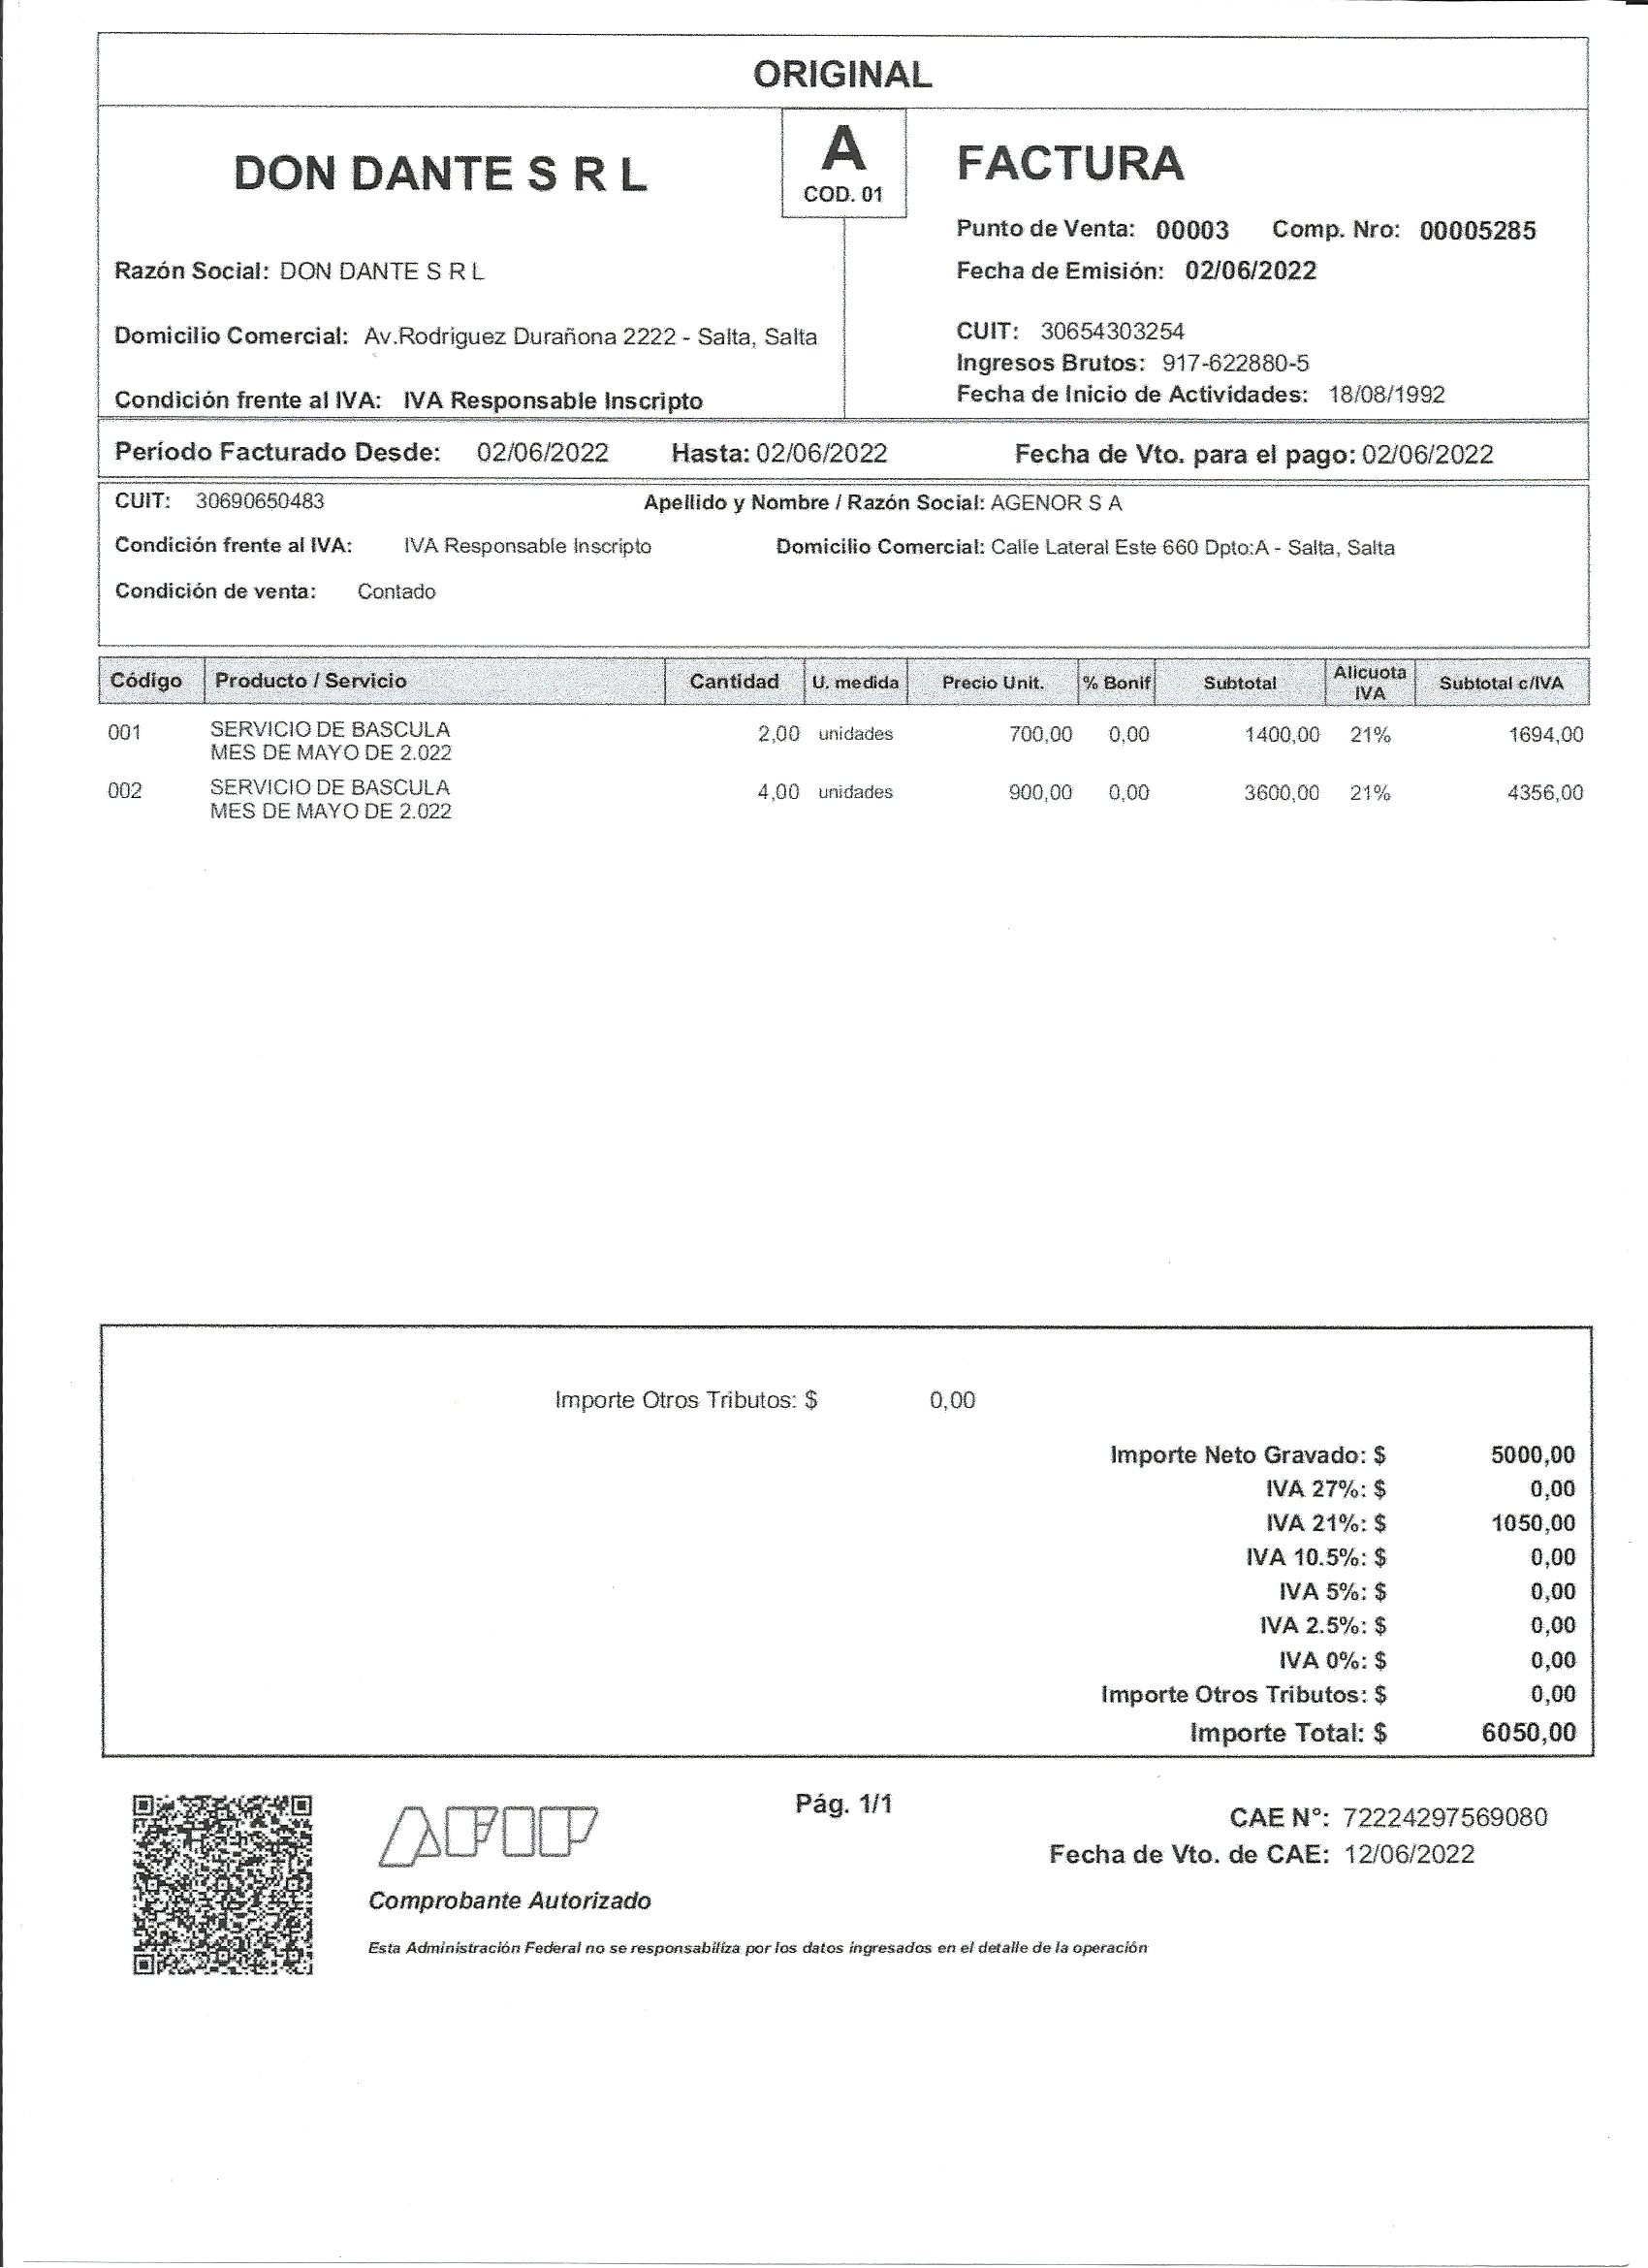 ORIGINAL
DON DANTE S R L
A
COD. 01
FACTURA
Punto de Venta: 00003 Comp. Nro: 00005285
Razón Social: DON DANTE S R L
Fecha de Emisión: 02/06/2022
Domicilio Comercial: Av.Rodriguez Durañona 2222 - Salta, Salta
CUIT: 30654303254
Ingresos Brutos: 917-622880-5
Condición frente al IVA: IVA Responsable Inscripto
Fecha de Inicio de Actividades: 18/08/1992
Período Facturado Desde: 02/06/2022 Hasta: 02/06/2022 Fecha de Vto. para el pago: 02/06/2022
CUIT: 30690650483 Apellido y Nombre / Razón Social: AGENOR S A
Condición frente al IVA: IVA Responsable Inscripto Domicilio Comercial: Calle Lateral Este 660 Dpto:A - Salta, Salta
Condición de venta: Contado
Código Producto / Servicio Cantidad U. medida Precio Unit. % Bonif Subtotal Alicuota IVA Subtotal c/IVA
001 SERVICIO DE BASCULA 2,00 unidades 700,00 0,00 1400,00 21% 1694,00
MES DE MAYO DE 2.022
002 SERVICIO DE BASCULA 4,00 unidades 900,00 0,00 3600,00 21% 4356,00
MES DE MAYO DE 2.022
Importe Otros Tributos: $ 0,00
Importe Neto Gravado: $ 5000,00
IVA 27%: $ 0,00
IVA 21%: $ 1050,00
IVA 10.5%: $ 0,00
IVA 5%: $ 0,00
IVA 2.5%: $ 0,00
IVA 0%: $ 0,00
Importe Otros Tributos: $ 0,00
Importe Total: $ 6050,00
AFIP
Pág. 1/1
CAE N°: 72224297569080
Fecha de Vto. de CAE: 12/06/2022
Comprobante Autorizado
Esta Administración Federal no se responsabiliza por los datos ingresados en el detalle de la operación